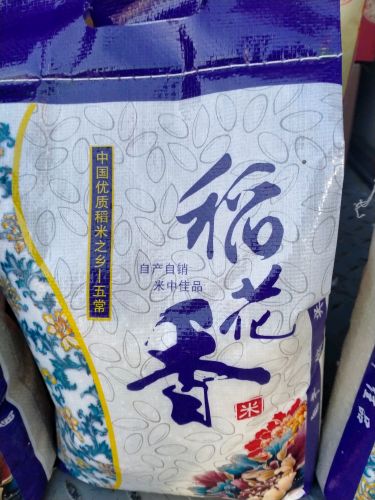 中国优质稻米之乡—五常
自产自销
米中佳品
稻花香
米
米